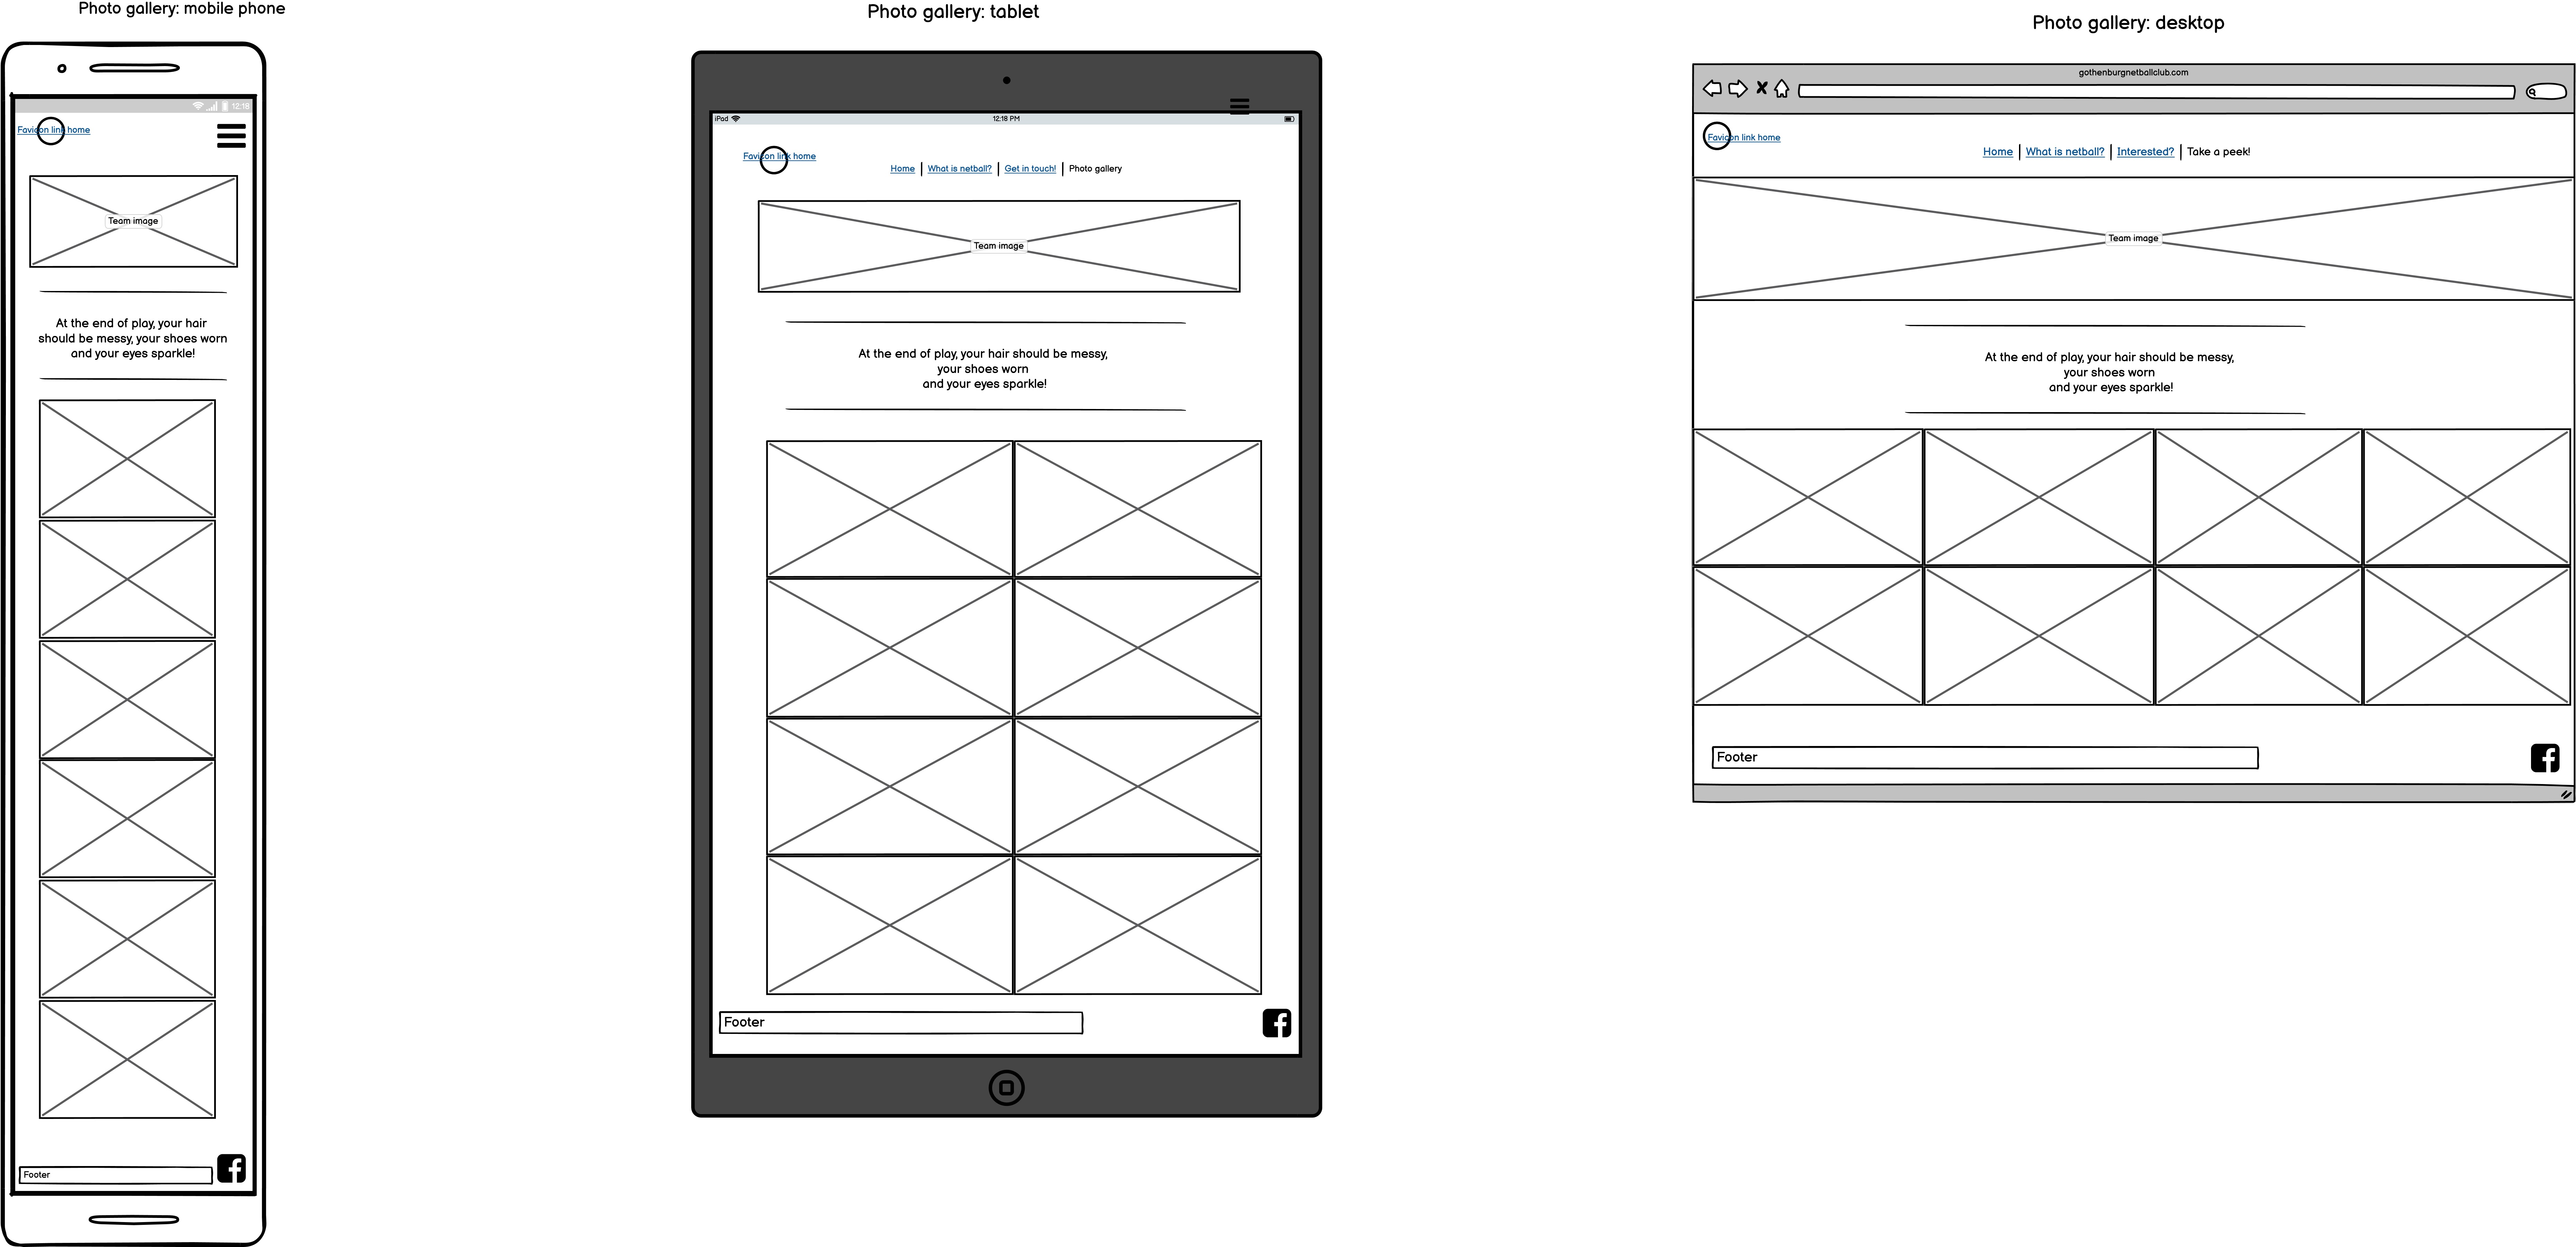 Photo gallery: mobile phone
12:18
Favicon link home
Team image
At the end of play, your hair
should be messy, your shoes worn
and your eyes sparkle!
Footer
Photo gallery: tablet
iPad
12:18 PM
Favicon link home
Home
What is netball?
Get in touch!
Photo gallery
Team image
At the end of play, your hair should be messy,
your shoes worn
and your eyes sparkle!
Footer
Photo gallery: desktop
gothenburgnetballclub.com
Favicon link home
Home
What is netball?
Interested?
Take a peek!
Team image
At the end of play, your hair should be messy,
your shoes worn
and your eyes sparkle!
Footer